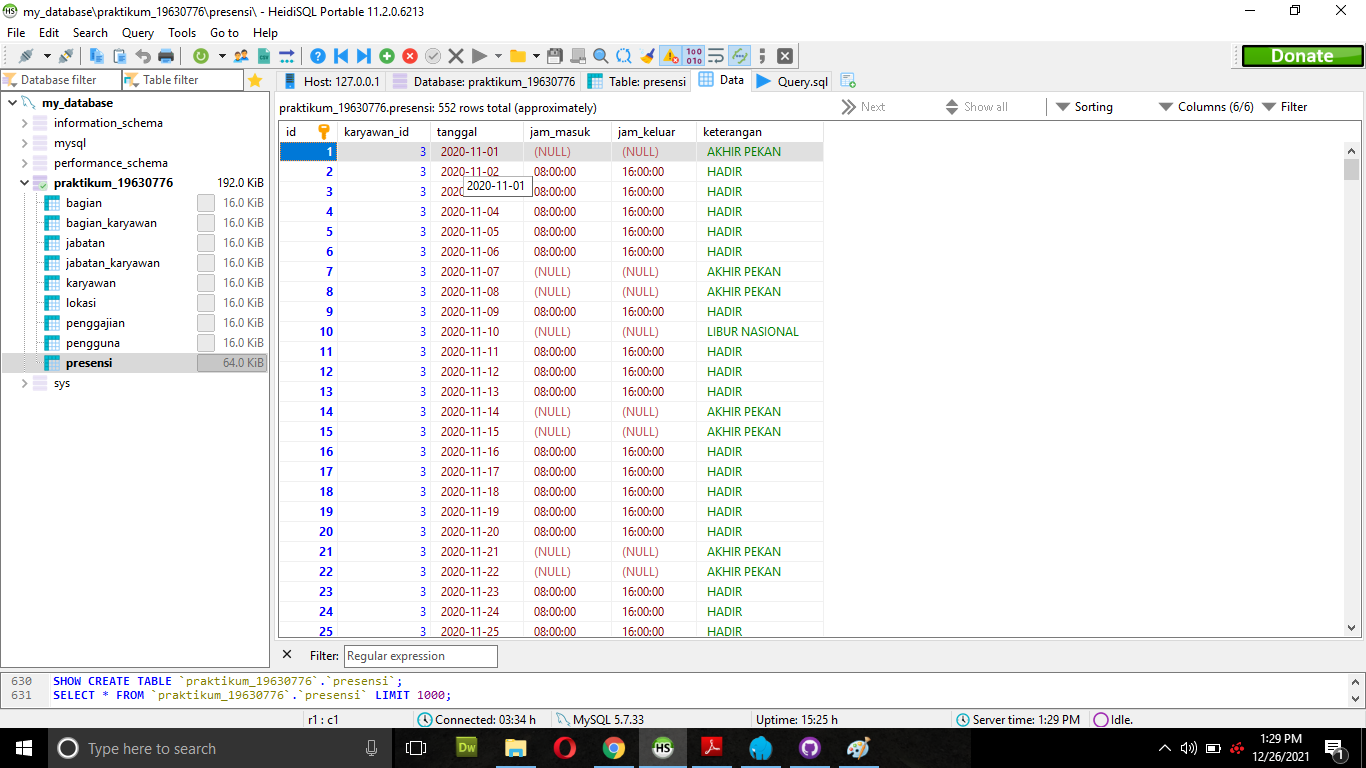 my_database\praktikum_19630776\presensi\ - HeidiSQL Portable 11.2.0.6213
File Edit Search Query Tools Go to Help
Donate
Database filter Table filter
Host: 127.0.0.1 Database: praktikum_19630776 Table: presensi Data Query.sql
my_database
information_schema
mysql
performance_schema
praktikum_19630776 192.0 KiB
bagian 16.0 KiB
bagian_karyawan 16.0 KiB
jabatan 16.0 KiB
jabatan_karyawan 16.0 KiB
karyawan 16.0 KiB
lokasi 16.0 KiB
penggajian 16.0 KiB
pengguna 16.0 KiB
presensi 64.0 KiB
sys
praktikum_19630776.presensi: 552 rows total (approximately) Next Show all Sorting Columns (6/6) Filter
id karyawan_id tanggal jam_masuk jam_keluar keterangan
1 3 2020-11-01 (NULL) (NULL) AKHIR PEKAN
2 3 2020-11-02 08:00:00 16:00:00 HADIR
2020-11-01
3 3 202 08:00:00 16:00:00 HADIR
4 3 2020-11-04 08:00:00 16:00:00 HADIR
5 3 2020-11-05 08:00:00 16:00:00 HADIR
6 3 2020-11-06 08:00:00 16:00:00 HADIR
7 3 2020-11-07 (NULL) (NULL) AKHIR PEKAN
8 3 2020-11-08 (NULL) (NULL) AKHIR PEKAN
9 3 2020-11-09 08:00:00 16:00:00 HADIR
10 3 2020-11-10 (NULL) (NULL) LIBUR NASIONAL
11 3 2020-11-11 08:00:00 16:00:00 HADIR
12 3 2020-11-12 08:00:00 16:00:00 HADIR
13 3 2020-11-13 08:00:00 16:00:00 HADIR
14 3 2020-11-14 (NULL) (NULL) AKHIR PEKAN
15 3 2020-11-15 (NULL) (NULL) AKHIR PEKAN
16 3 2020-11-16 08:00:00 16:00:00 HADIR
17 3 2020-11-17 08:00:00 16:00:00 HADIR
18 3 2020-11-18 08:00:00 16:00:00 HADIR
19 3 2020-11-19 08:00:00 16:00:00 HADIR
20 3 2020-11-20 08:00:00 16:00:00 HADIR
21 3 2020-11-21 (NULL) (NULL) AKHIR PEKAN
22 3 2020-11-22 (NULL) (NULL) AKHIR PEKAN
23 3 2020-11-23 08:00:00 16:00:00 HADIR
24 3 2020-11-24 08:00:00 16:00:00 HADIR
25 3 2020-11-25 08:00:00 16:00:00 HADIR
Filter: Regular expression
630 SHOW CREATE TABLE `praktikum_19630776`.`presensi`;
631 SELECT * FROM `praktikum_19630776`.`presensi` LIMIT 1000;
r1 : c1 Connected: 03:34 h MySQL 5.7.33 Uptime: 15:25 h Server time: 1:29 PM Idle.
Type here to search
Dw
HS
1:29 PM
12/26/2021
1